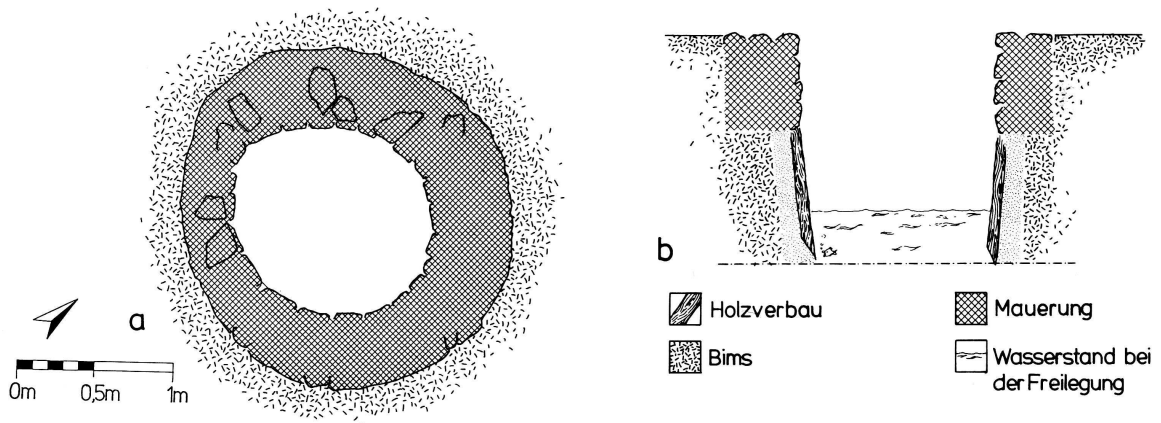 a
0m 0,5m 1m
b
Holzverbau
Bims
Mauerung
Wasserstand bei
der Freilegung